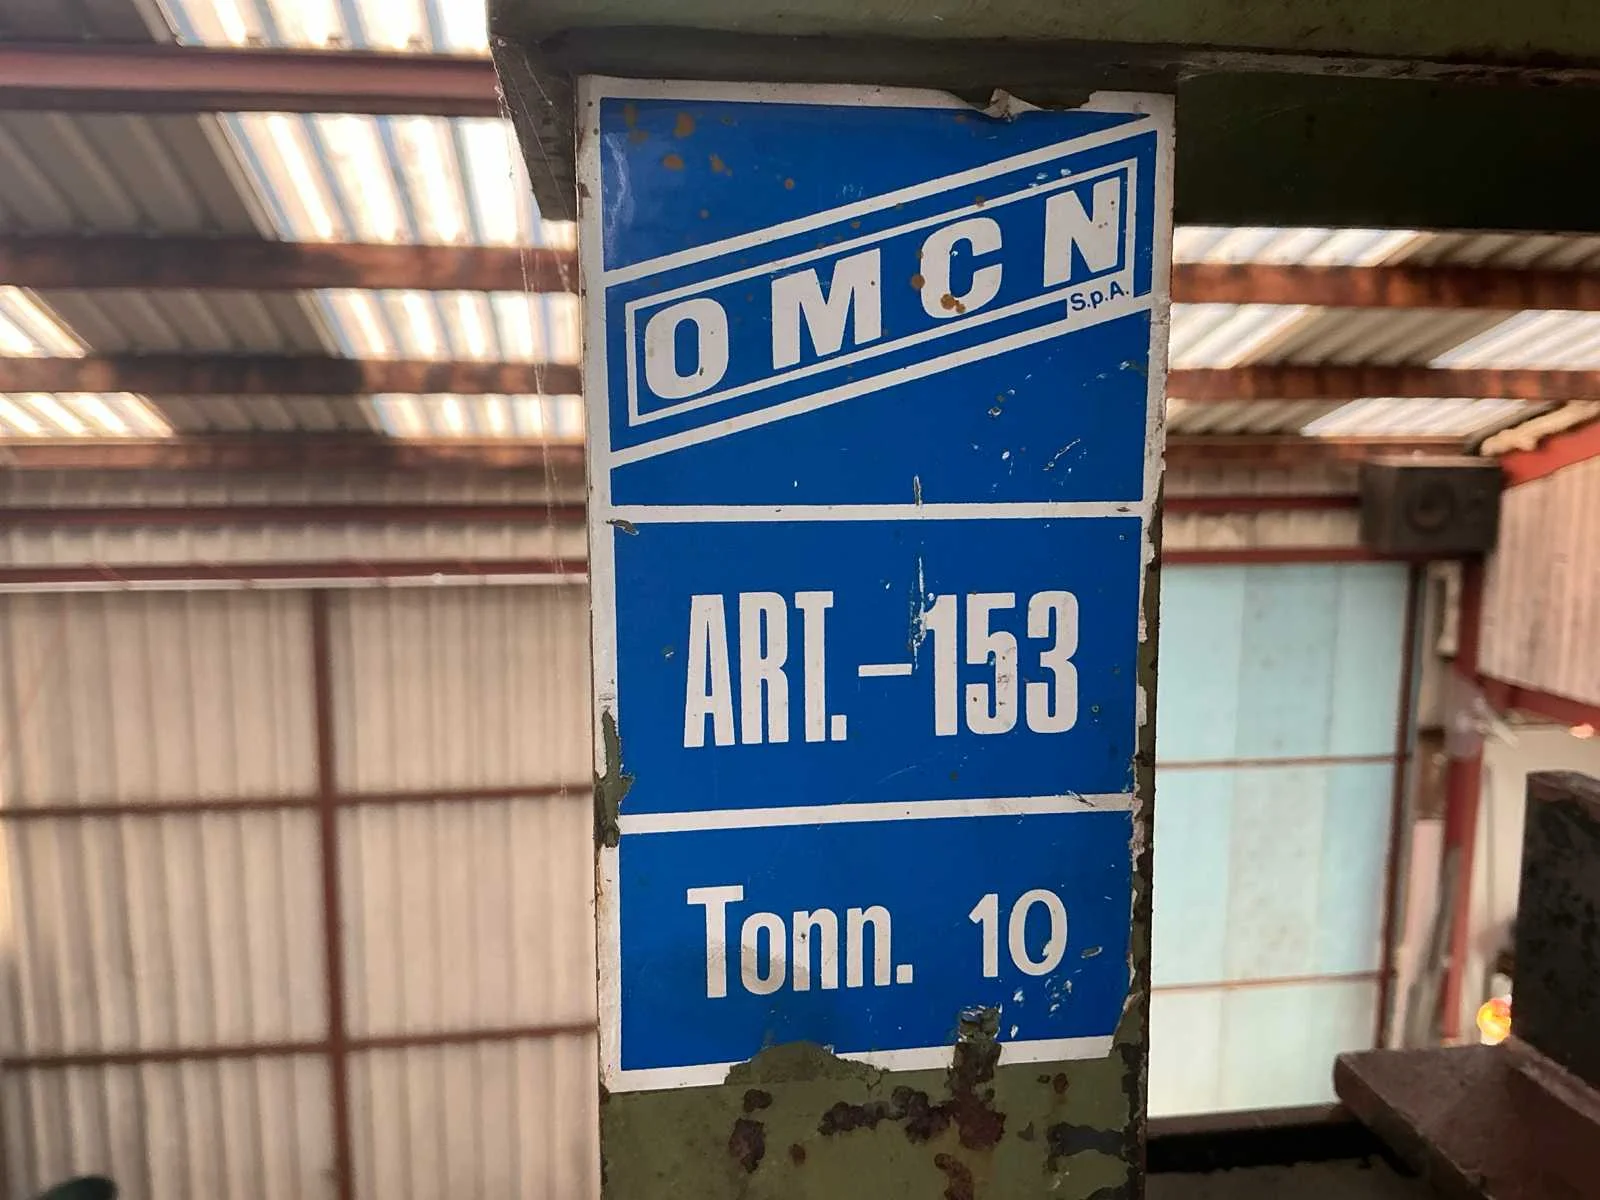 OMCN
S.p.A.
ART.-153
Tonn. 10